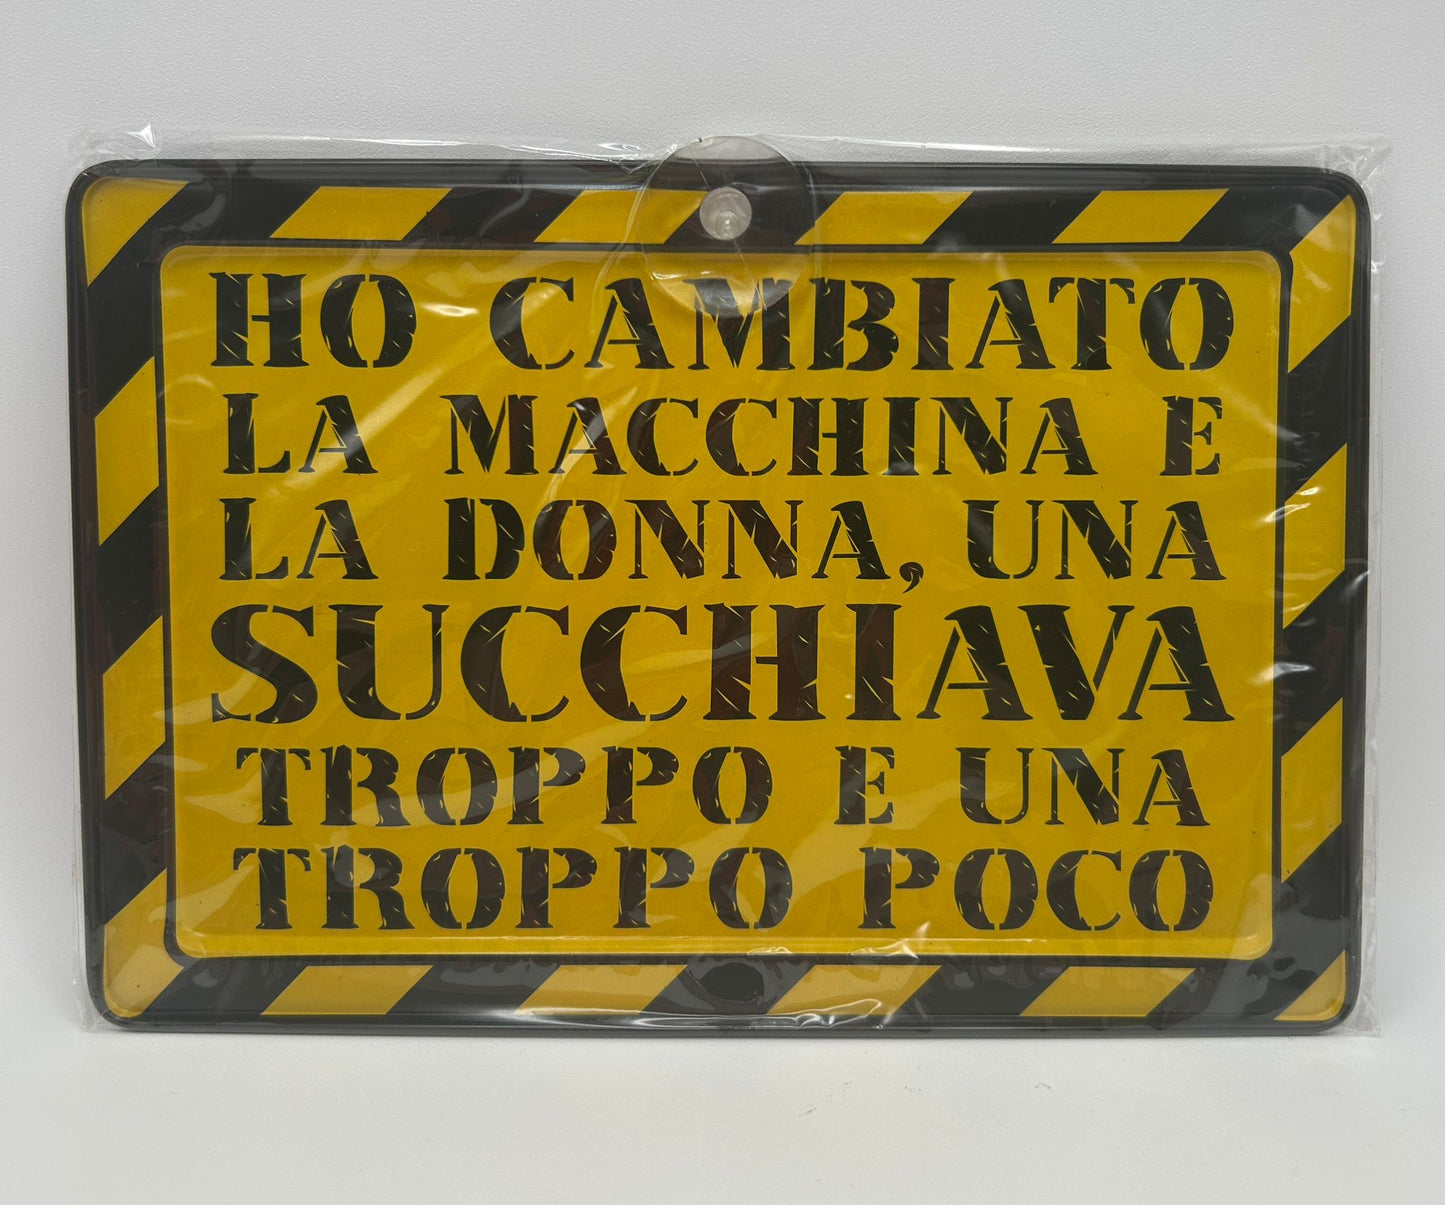 HO CAMBIATO
LA MACCHINA E
LA DONNA, UNA
SUCCHIAVA
TROPPO E UNA
TROPPO POCO